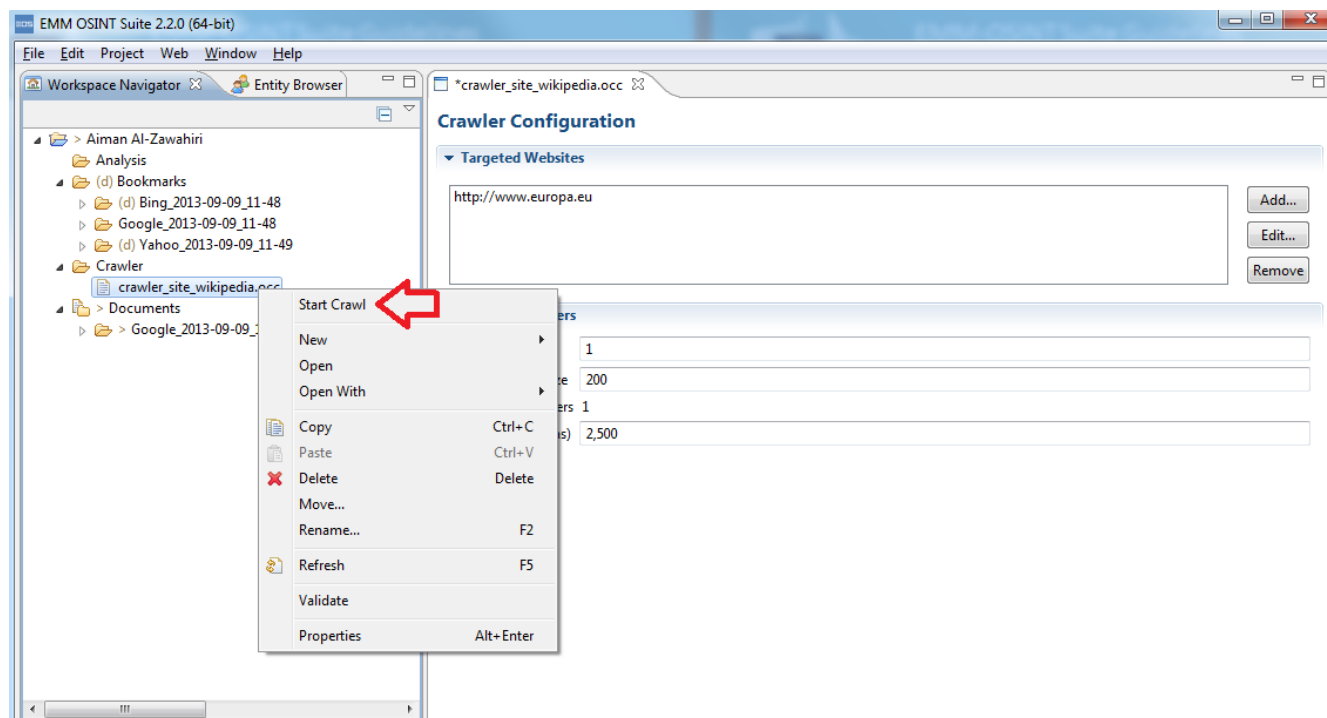 EMM OSINT Suite 2.2.0 (64-bit)
File Edit Project Web Window Help
Workspace Navigator Entity Browser
> Aiman Al-Zawahiri
Analysis
(d) Bookmarks
(d) Bing_2013-09-09_11-48
Google_2013-09-09_11-48
(d) Yahoo_2013-09-09_11-49
Crawler
crawler_site_wikipedia.occ
> Documents
> Google_2013-09-09_
Start Crawl
New
Open
Open With
Copy Ctrl+C
Paste Ctrl+V
Delete Delete
Move...
Rename... F2
Refresh F5
Validate
Properties Alt+Enter
*crawler_site_wikipedia.occ
Crawler Configuration
Targeted Websites
http://www.europa.eu
Add...
Edit...
Remove
ers
1
ze 200
ers 1
s) 2,500